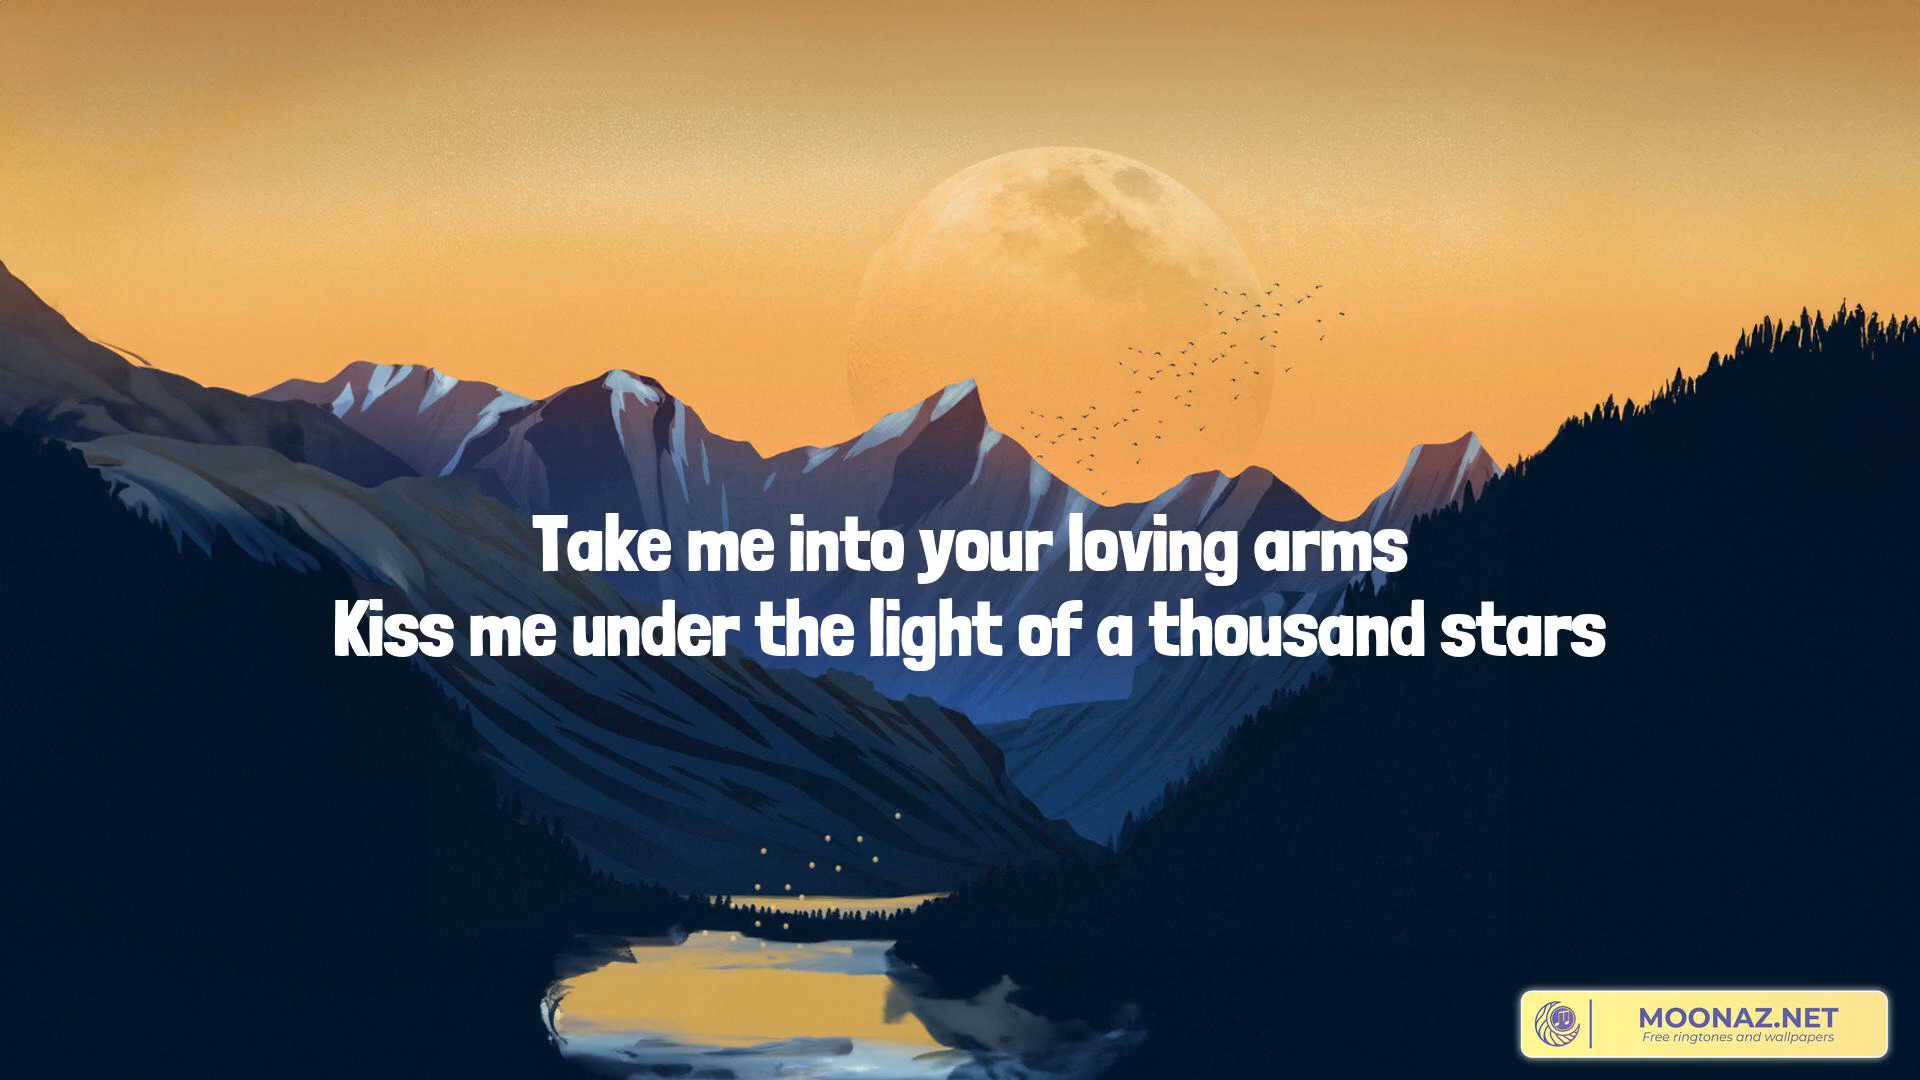 Take me into your loving arms
Kiss me under the light of a thousand stars
MOONAZ.NET
Free ringtones and wallpapers